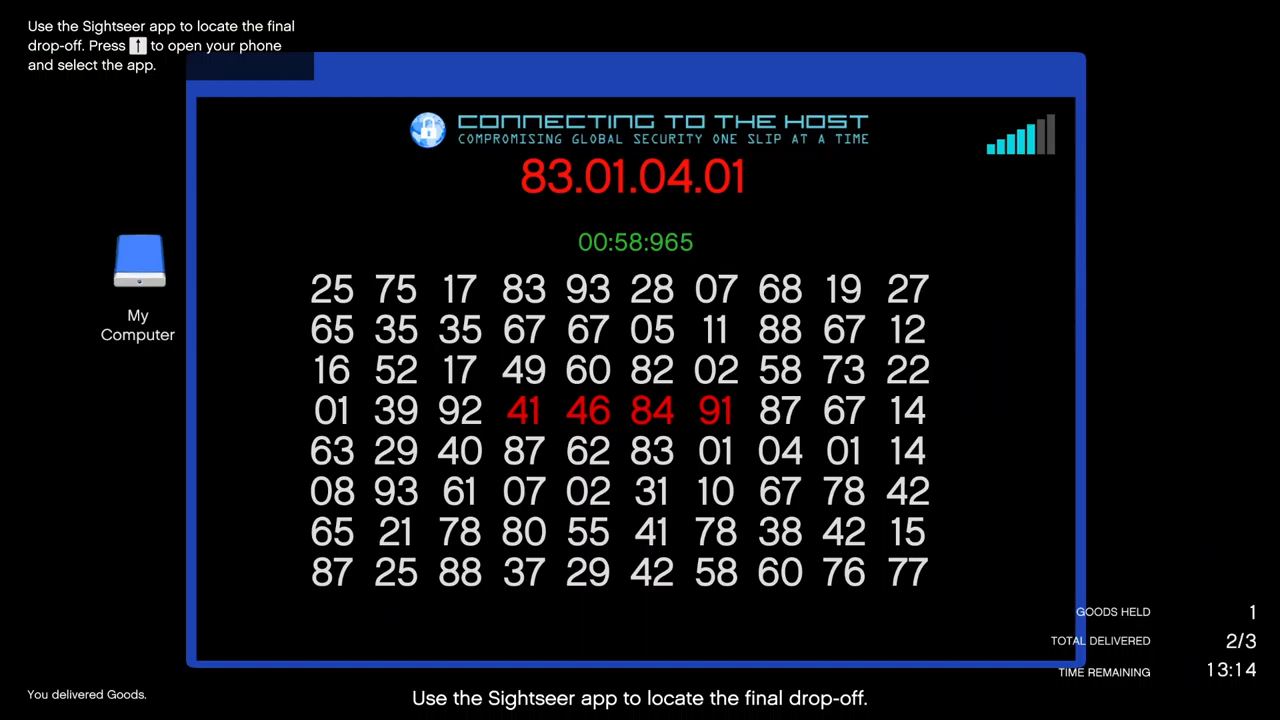 Use the Sightseer app to locate the final
drop-off. Press ↑ to open your phone
and select the app.
CONNECTING TO THE HOST
COMPROMISING GLOBAL SECURITY ONE SLIP AT A TIME
83.01.04.01
00:58:965
25 75 17 83 93 28 07 68 19 27
65 35 35 67 67 05 11 88 67 12
16 52 17 49 60 82 02 58 73 22
01 39 92 41 46 84 91 87 67 14
63 29 40 87 62 83 01 04 01 14
08 93 61 07 02 31 10 67 78 42
65 21 78 80 55 41 78 38 42 15
87 25 88 37 29 42 58 60 76 77
My
Computer
GOODS HELD 1
TOTAL DELIVERED 2/3
TIME REMAINING 13:14
You delivered Goods.
Use the Sightseer app to locate the final drop-off.